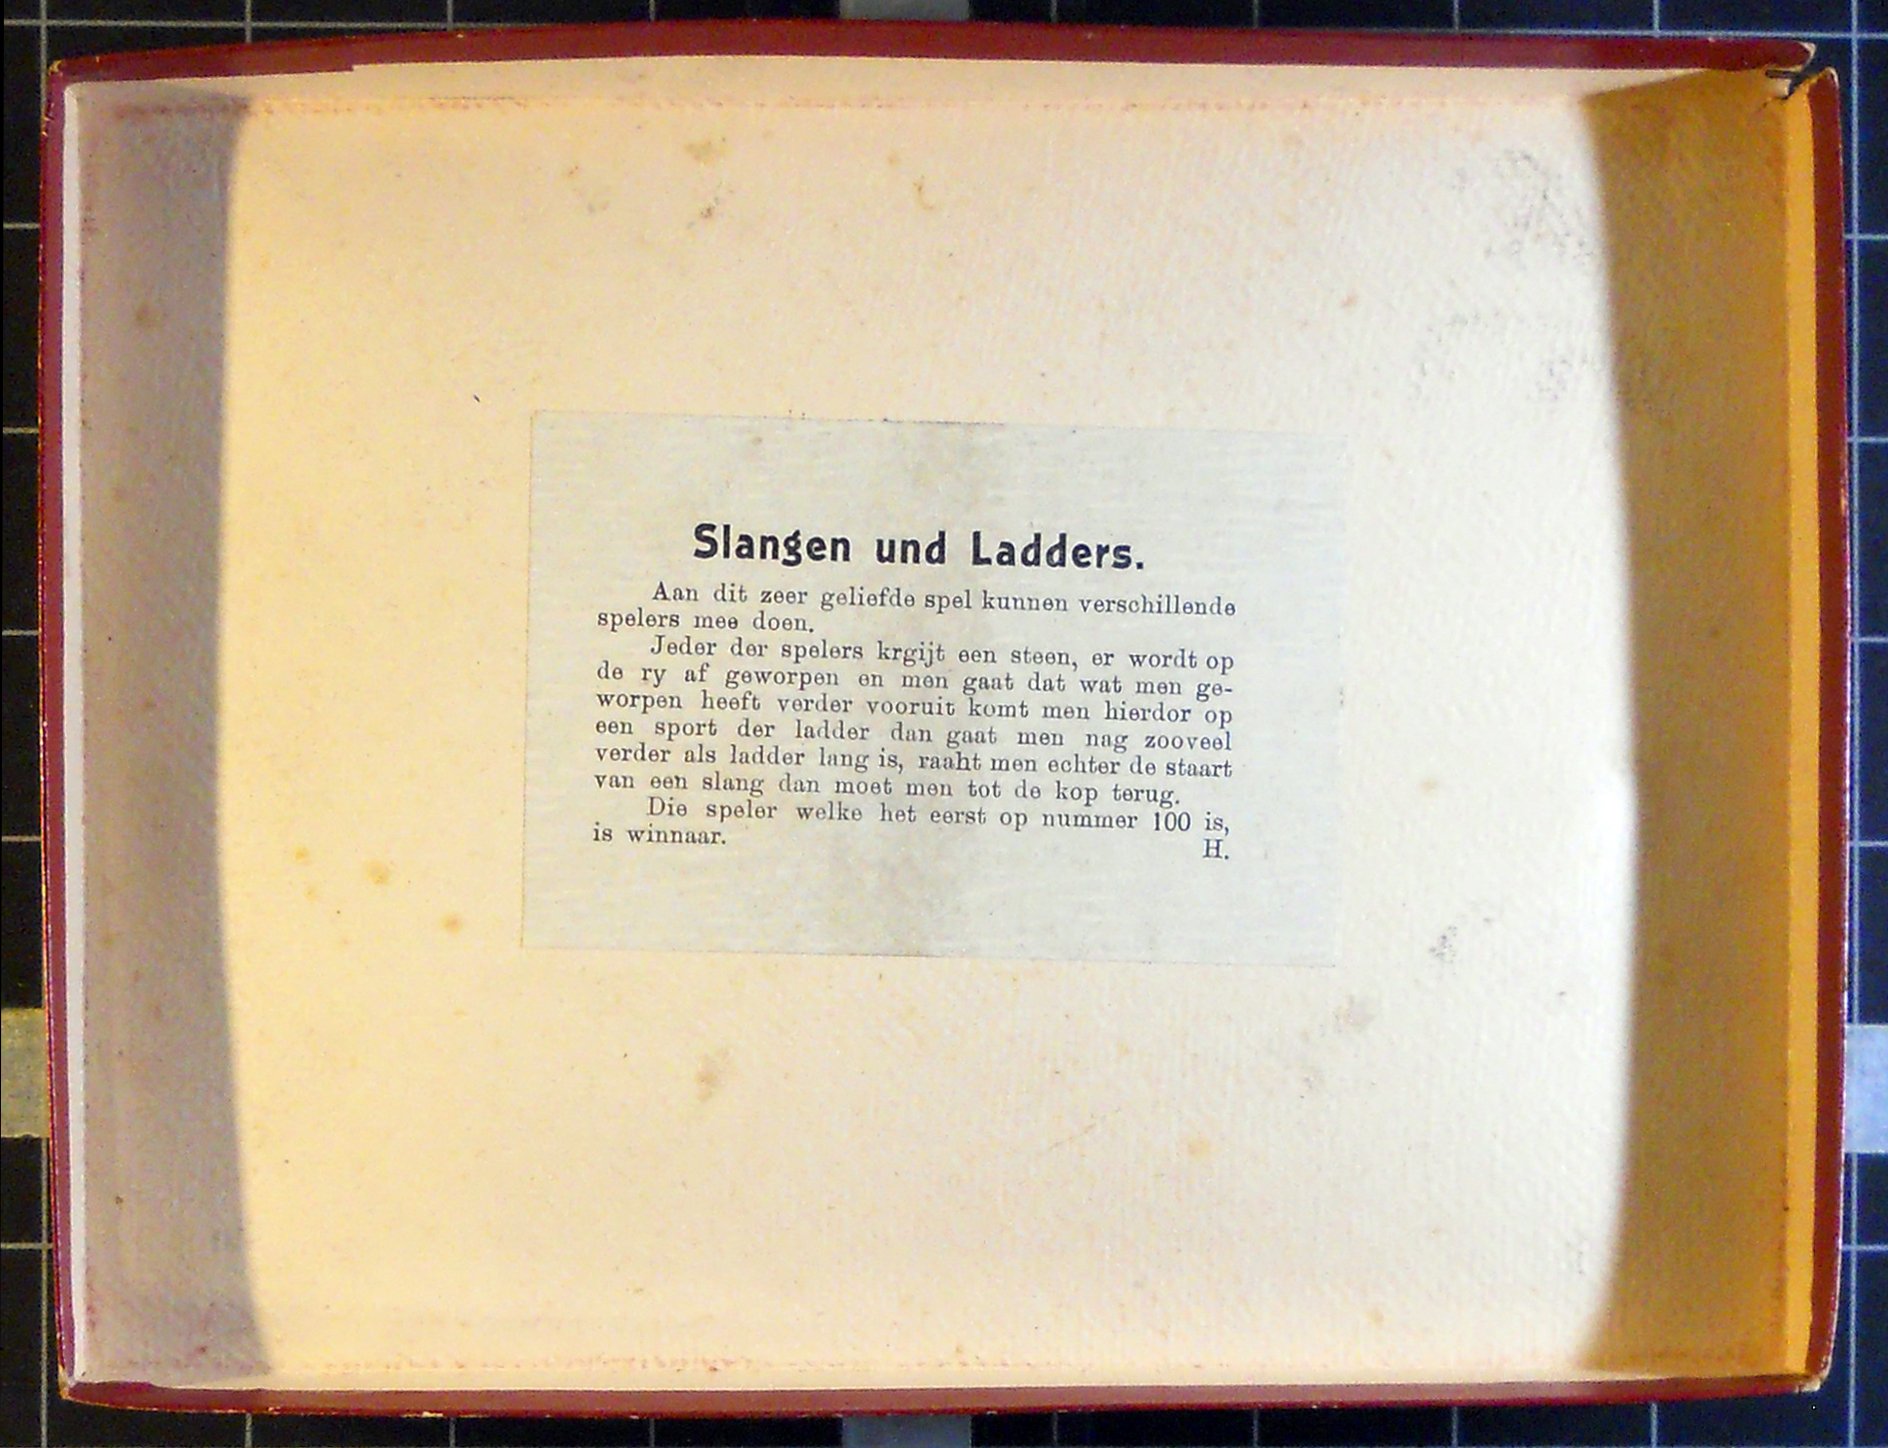 Slangen und Ladders.
Aan dit zeer geliefde spel kunnen verschillende
spelers mee doen.
Jeder der spelers krgijt een steen, er wordt op
de ry af geworpen en men gaat dat wat men ge-
worpen heeft verder vooruit komt men hierdor op
een sport der ladder dan gaat men nag zooveel
verder als ladder lang is, raaht men echter de staart
van een slang dan moet men tot de kop terug.
Die speler welke het eerst op nummer 100 is,
is winnaar.
H.